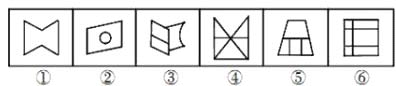 ① ② ③ ④ ⑤ ⑥